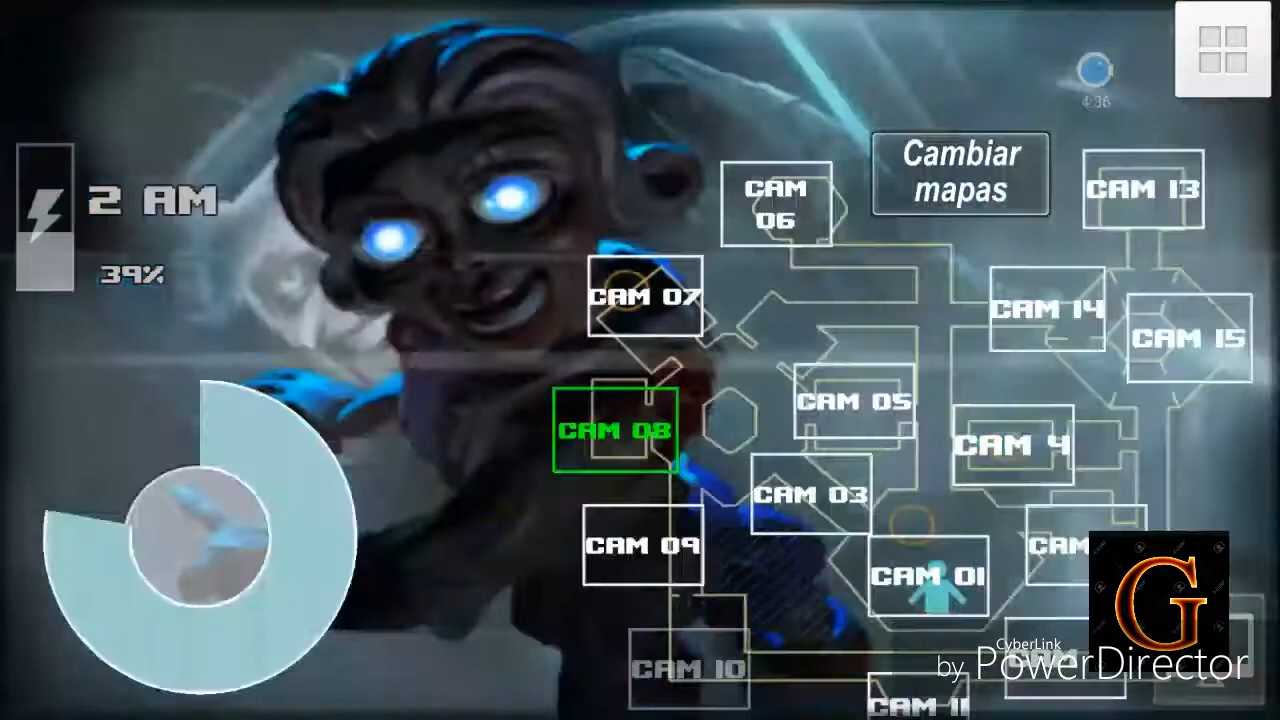 4:36
Cambiar
mapas
2 AM
39%
CAM
06
CAM 13
CAM 07
CAM 14
CAM 15
CAM 05
CAM 08
CAM 4
CAM 03
CAM 09
CAM
CAM 01
G
CyberLink
by PowerDirector
CAM 10
CAM 11